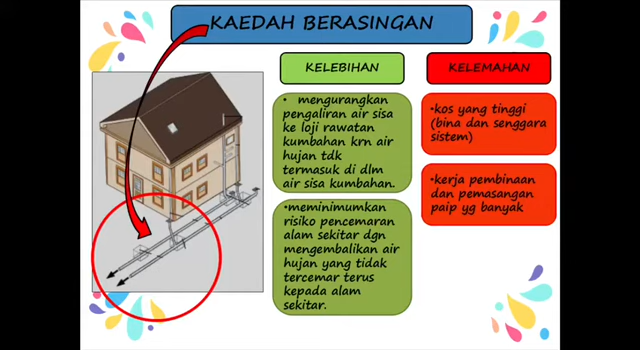 KAEDAH BERASINGAN
KELEBIHAN
• mengurangkan
pengaliran air sisa
ke loji rawatan
kumbahan krn air
hujan tdk
termasuk di dlm
air sisa kumbahan.
•meminimumkan
risiko pencemaran
alam sekitar dgn
mengembalikan air
hujan yang tidak
tercemar terus
kepada alam
sekitar.
KELEMAHAN
•kos yang tinggi
(bina dan senggara
sistem)
•kerja pembinaan
dan pemasangan
paip yg banyak